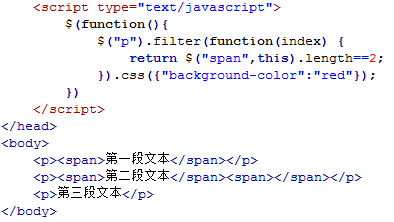 <script type="text/javascript">
$(function(){
$("p").filter(function(index) {
return $("span",this).length==2;
}).css({"background-color":"red"});
})
</script>
</head>
<body>
<p><span>第一段文本</span></p>
<p><span>第二段文本</span><span></span></p>
<p>第三段文本</p>
</body>